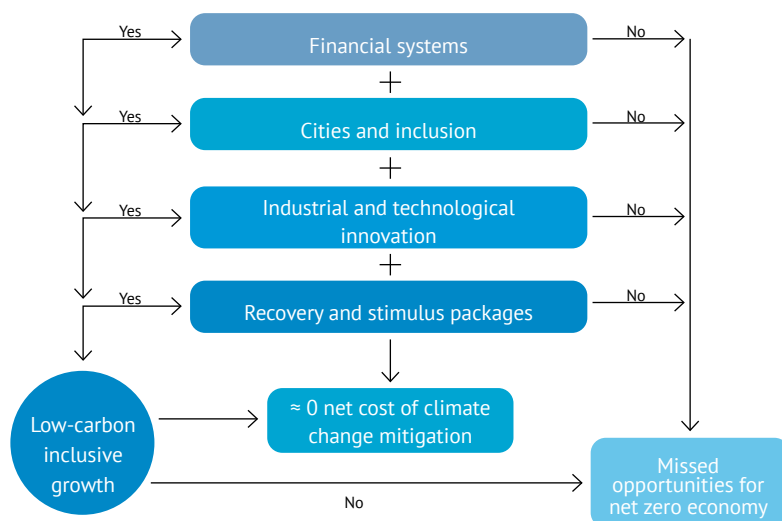 Yes
Financial systems
No
+
Yes
Cities and inclusion
No
+
Yes
Industrial and technological
innovation
No
+
Yes
Recovery and stimulus packages
No
Low-carbon
inclusive
growth
≈ 0 net cost of climate
change mitigation
No
Missed
opportunities for
net zero economy